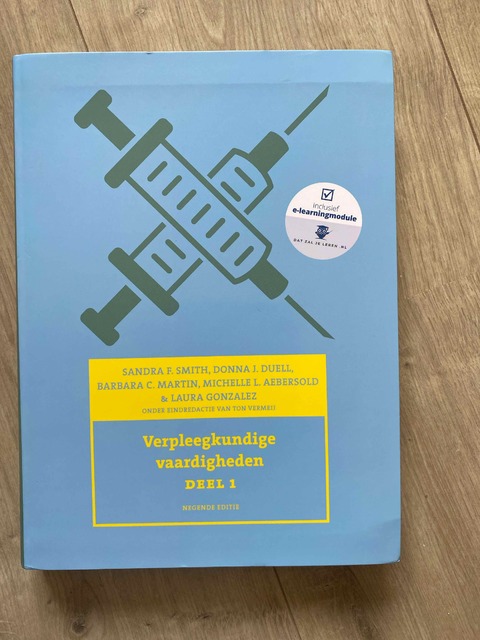 inclusief
e-learningmodule
DAT ZAL JE LEREN .NL
SANDRA F. SMITH, DONNA J. DUELL,
BARBARA C. MARTIN, MICHELLE L. AEBERSOLD
& LAURA GONZALEZ
ONDER EINDREDACTIE VAN TON VERMEIJ
Verpleegkundige
vaardigheden
DEEL 1
NEGENDE EDITIE